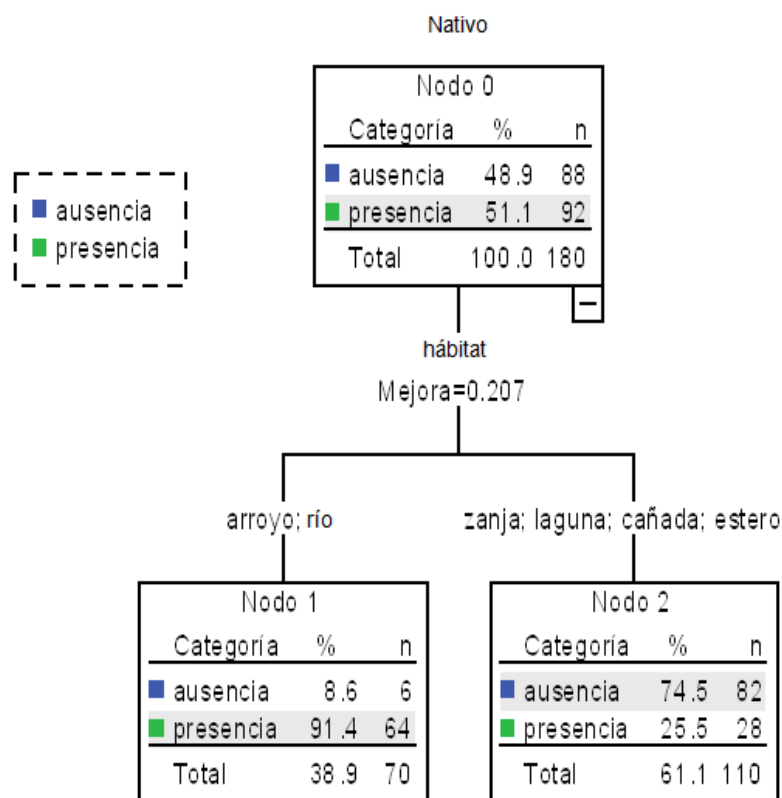 Nativo
Nodo 0
Categoría % n
ausencia 48.9 88
presencia 51.1 92
Total 100.0 180
ausencia
presencia
hábitat
Mejora=0.207
arroyo; río
zanja; laguna; cañada; estero
Nodo 1
Categoría % n
ausencia 8.6 6
presencia 91.4 64
Total 38.9 70
Nodo 2
Categoría % n
ausencia 74.5 82
presencia 25.5 28
Total 61.1 110